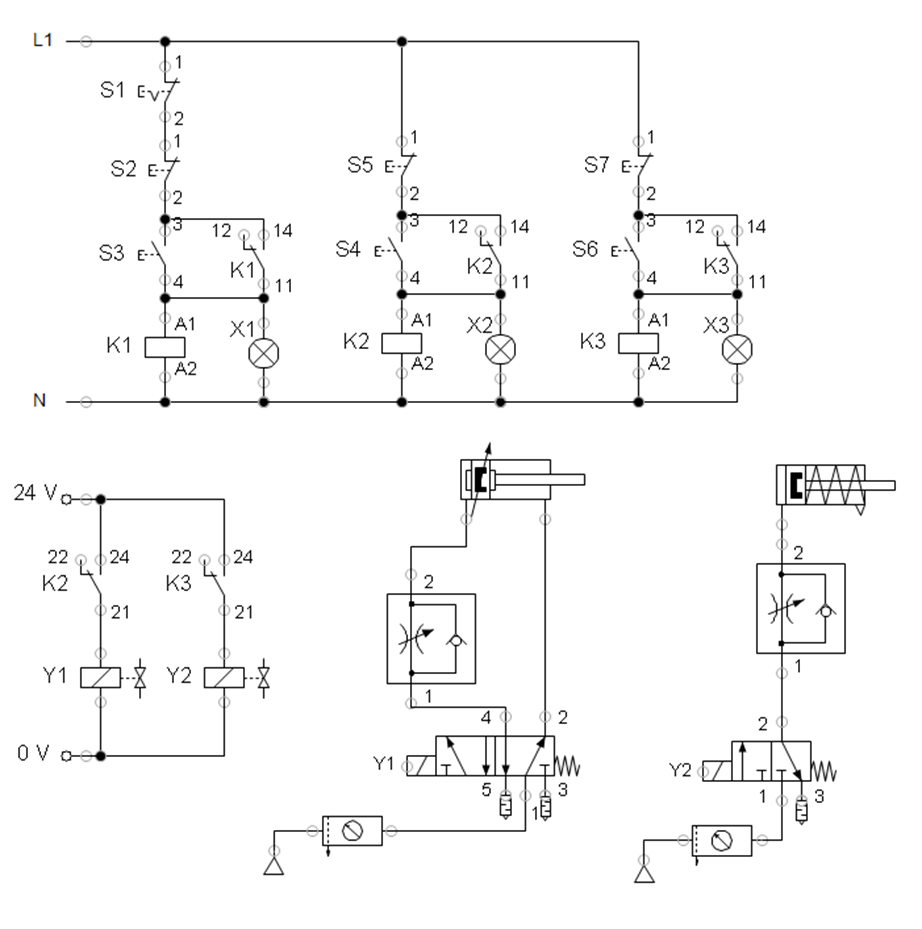 L1
1
S1
2
1 1 1
S2 S5 S7
2 2 2
3 12 14 3 12 14 3 12 14
S3 K1 S4 K2 S6 K3
4 11 4 11 4 11
A1 X1 A1 X2 A1 X3
K1 K2 K3
A2 A2 A2
N
24 V
22 24 22 24
K2 K3
21 21
Y1 Y2
0 V
2
1
4 2
Y1
5 1 3
2
1
2
Y2
1 3